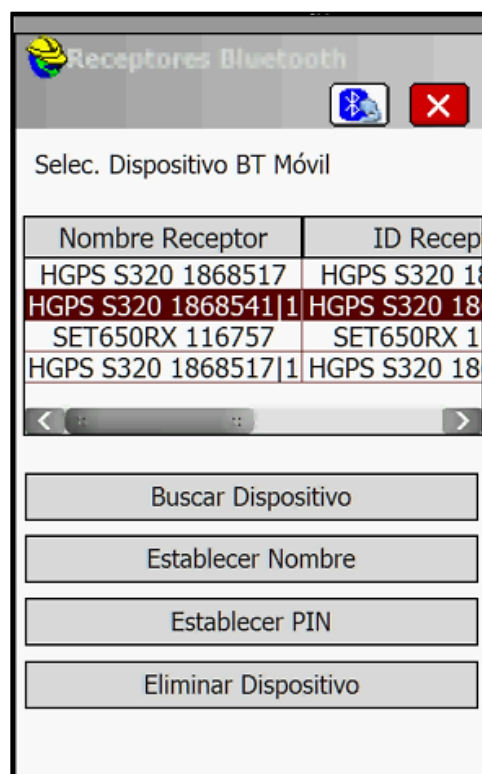 Receptores Bluetooth
Selec. Dispositivo BT Móvil
Nombre Receptor ID Recep
HGPS S320 1868517 HGPS S320 18
HGPS S320 1868541|1 HGPS S320 18
SET650RX 116757 SET650RX 1
HGPS S320 1868517|1 HGPS S320 18
Buscar Dispositivo
Establecer Nombre
Establecer PIN
Eliminar Dispositivo